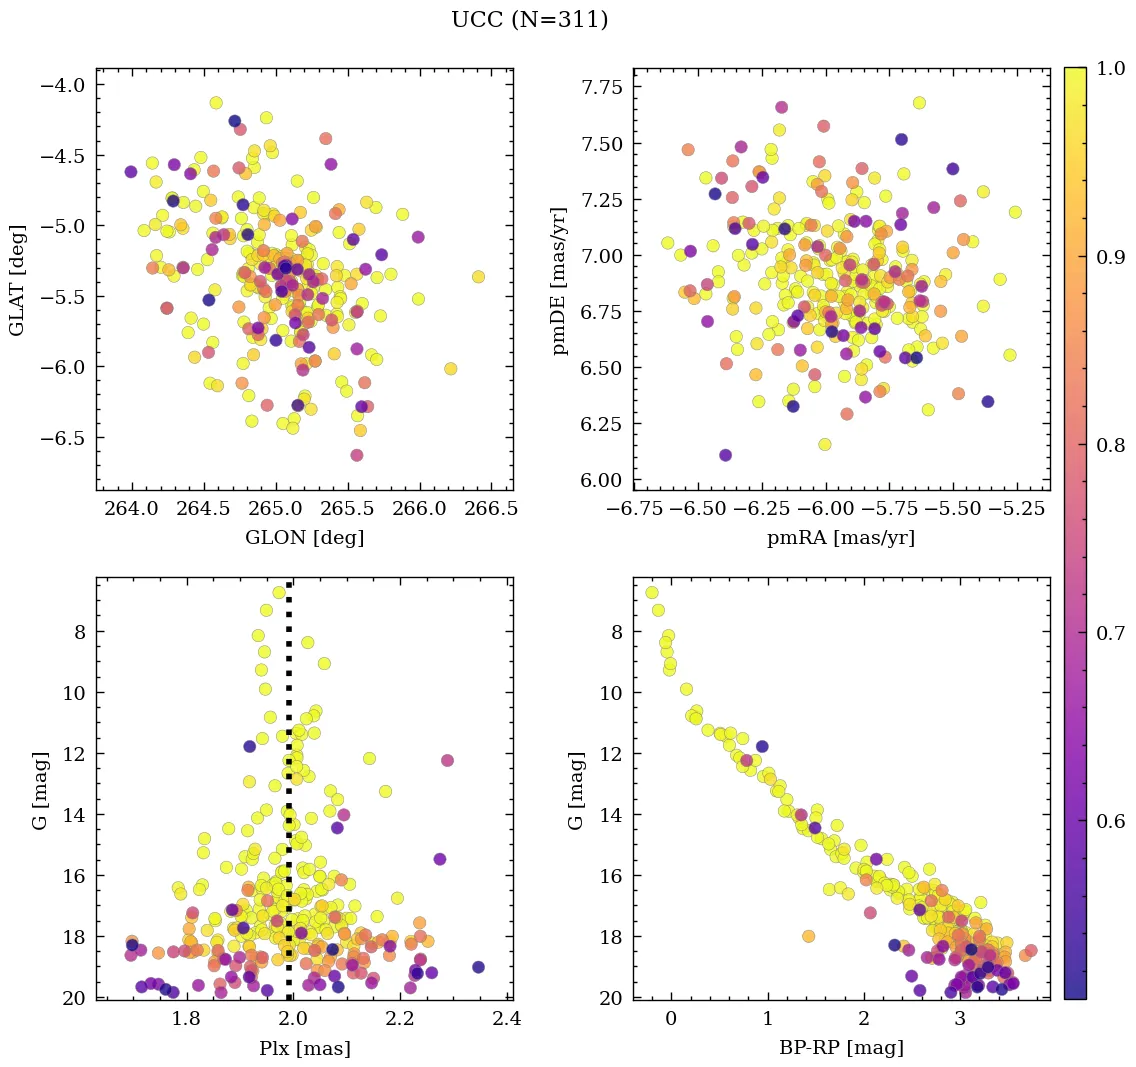 UCC (N=311)
−4.0
−4.5
−5.0
−5.5
−6.0
−6.5
GLAT [deg]
264.0 264.5 265.0 265.5 266.0 266.5
GLON [deg]
7.75
7.50
7.25
7.00
6.75
6.50
6.25
6.00
pmDE [mas/yr]
−6.75 −6.50 −6.25 −6.00 −5.75 −5.50 −5.25
pmRA [mas/yr]
1.0
0.9
0.8
0.7
0.6
8
10
12
14
16
18
20
G [mag]
1.8 2.0 2.2 2.4
Plx [mas]
8
10
12
14
16
18
20
G [mag]
0 1 2 3
BP-RP [mag]